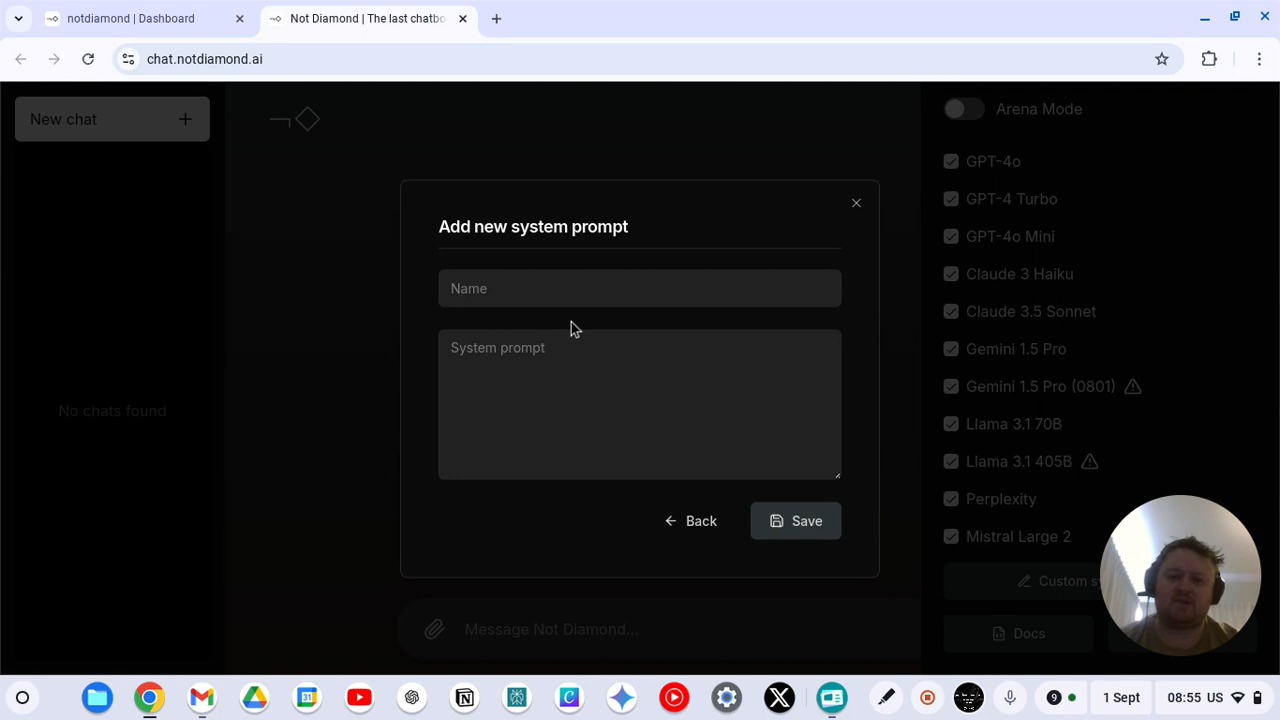 notdiamond | Dashboard
Not Diamond | The last chatbo
chat.notdiamond.ai
New chat
No chats found
Add new system prompt
Name
System prompt
Back
Save
Message Not Diamond...
Arena Mode
GPT-4o
GPT-4 Turbo
GPT-4o Mini
Claude 3 Haiku
Claude 3.5 Sonnet
Gemini 1.5 Pro
Gemini 1.5 Pro (0801)
Llama 3.1 70B
Llama 3.1 405B
Perplexity
Mistral Large 2
Custom s
Docs
31
9
1 Sept
08:55 US